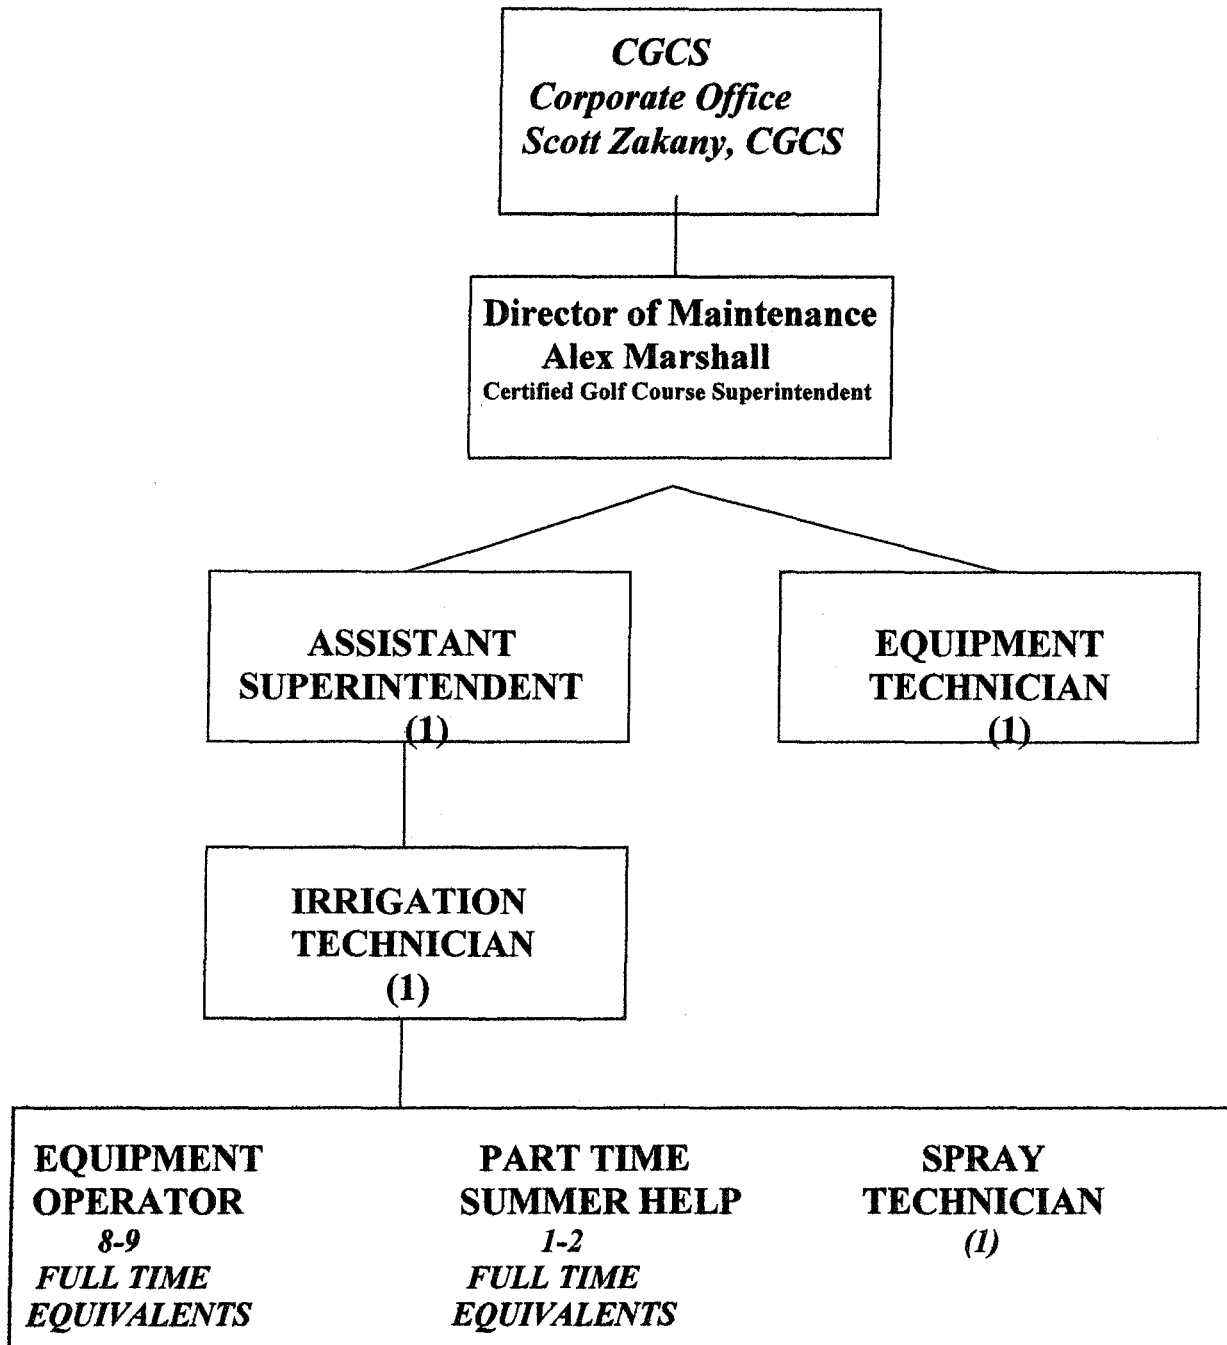 CGCS
Corporate Office
Scott Zakany, CGCS
Director of Maintenance
Alex Marshall
Certified Golf Course Superintendent
ASSISTANT
SUPERINTENDENT
(1)
EQUIPMENT
TECHNICIAN
(1)
IRRIGATION
TECHNICIAN
(1)
EQUIPMENT
OPERATOR
8-9
FULL TIME
EQUIVALENTS
PART TIME
SUMMER HELP
1-2
FULL TIME
EQUIVALENTS
SPRAY
TECHNICIAN
(1)